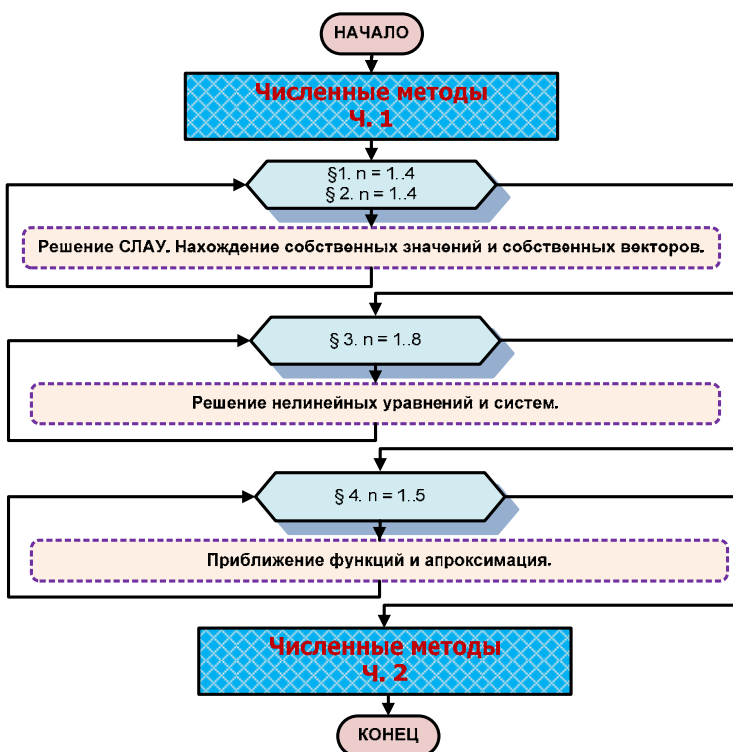 НАЧАЛО
Численные методы
Ч. 1
§1. n = 1..4
§ 2. n = 1..4
Решение СЛАУ. Нахождение собственных значений и собственных векторов.
§ 3. n = 1..8
Решение нелинейных уравнений и систем.
§ 4. n = 1..5
Приближение функций и апроксимация.
Численные методы
Ч. 2
КОНЕЦ